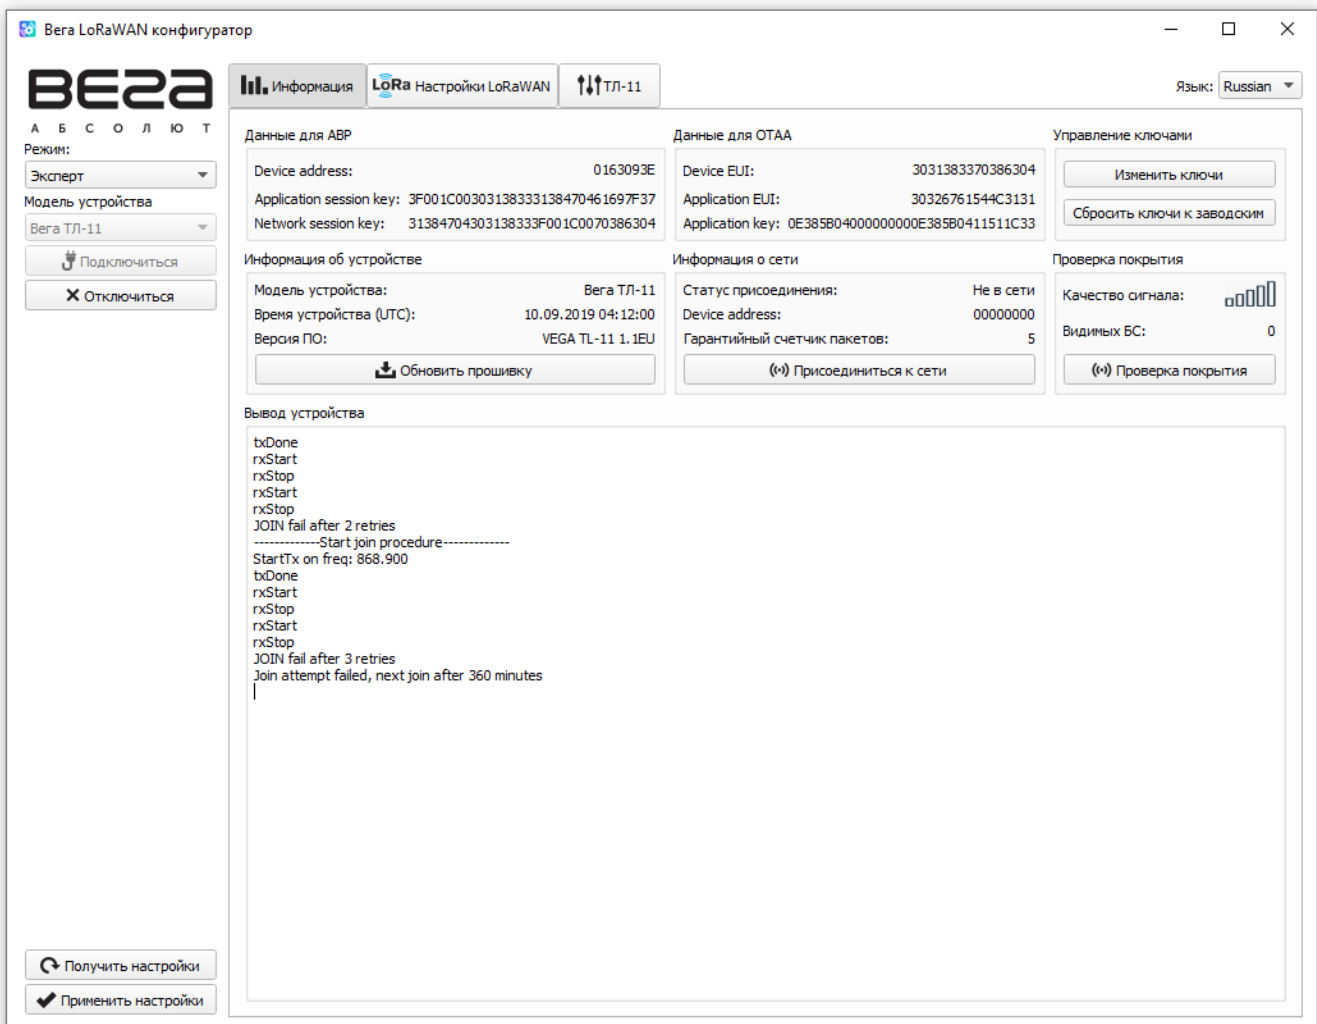 Вега LoRaWAN конфигуратор
ВЕГА
АБСОЛЮТ
Режим:
Эксперт
Модель устройства
Вега ТЛ-11
Подключиться
Отключиться
Получить настройки
Применить настройки
Информация
LoRa Настройки LoRaWAN
ТЛ-11
Язык: Russian
Данные для ABP
Device address: 0163093E
Application session key: 3F001C00303138333138470461697F37
Network session key: 31384704303138333F001C0070386304
Данные для OTAA
Device EUI: 3031383370386304
Application EUI: 30326761544C3131
Application key: 0E385B04000000000E385B0411511C33
Управление ключами
Изменить ключи
Сбросить ключи к заводским
Информация об устройстве
Модель устройства: Вега ТЛ-11
Время устройства (UTC): 10.09.2019 04:12:00
Версия ПО: VEGA TL-11 1.1EU
Обновить прошивку
Информация о сети
Статус присоединения: Не в сети
Device address: 00000000
Гарантийный счетчик пакетов: 5
Присоединиться к сети
Проверка покрытия
Качество сигнала:
Видимых БС: 0
Проверка покрытия
Вывод устройства
txDone
rxStart
rxStop
rxStart
rxStop
JOIN fail after 2 retries
-------------Start join procedure-------------
StartTx on freq: 868.900
txDone
rxStart
rxStop
rxStart
rxStop
JOIN fail after 3 retries
Join attempt failed, next join after 360 minutes